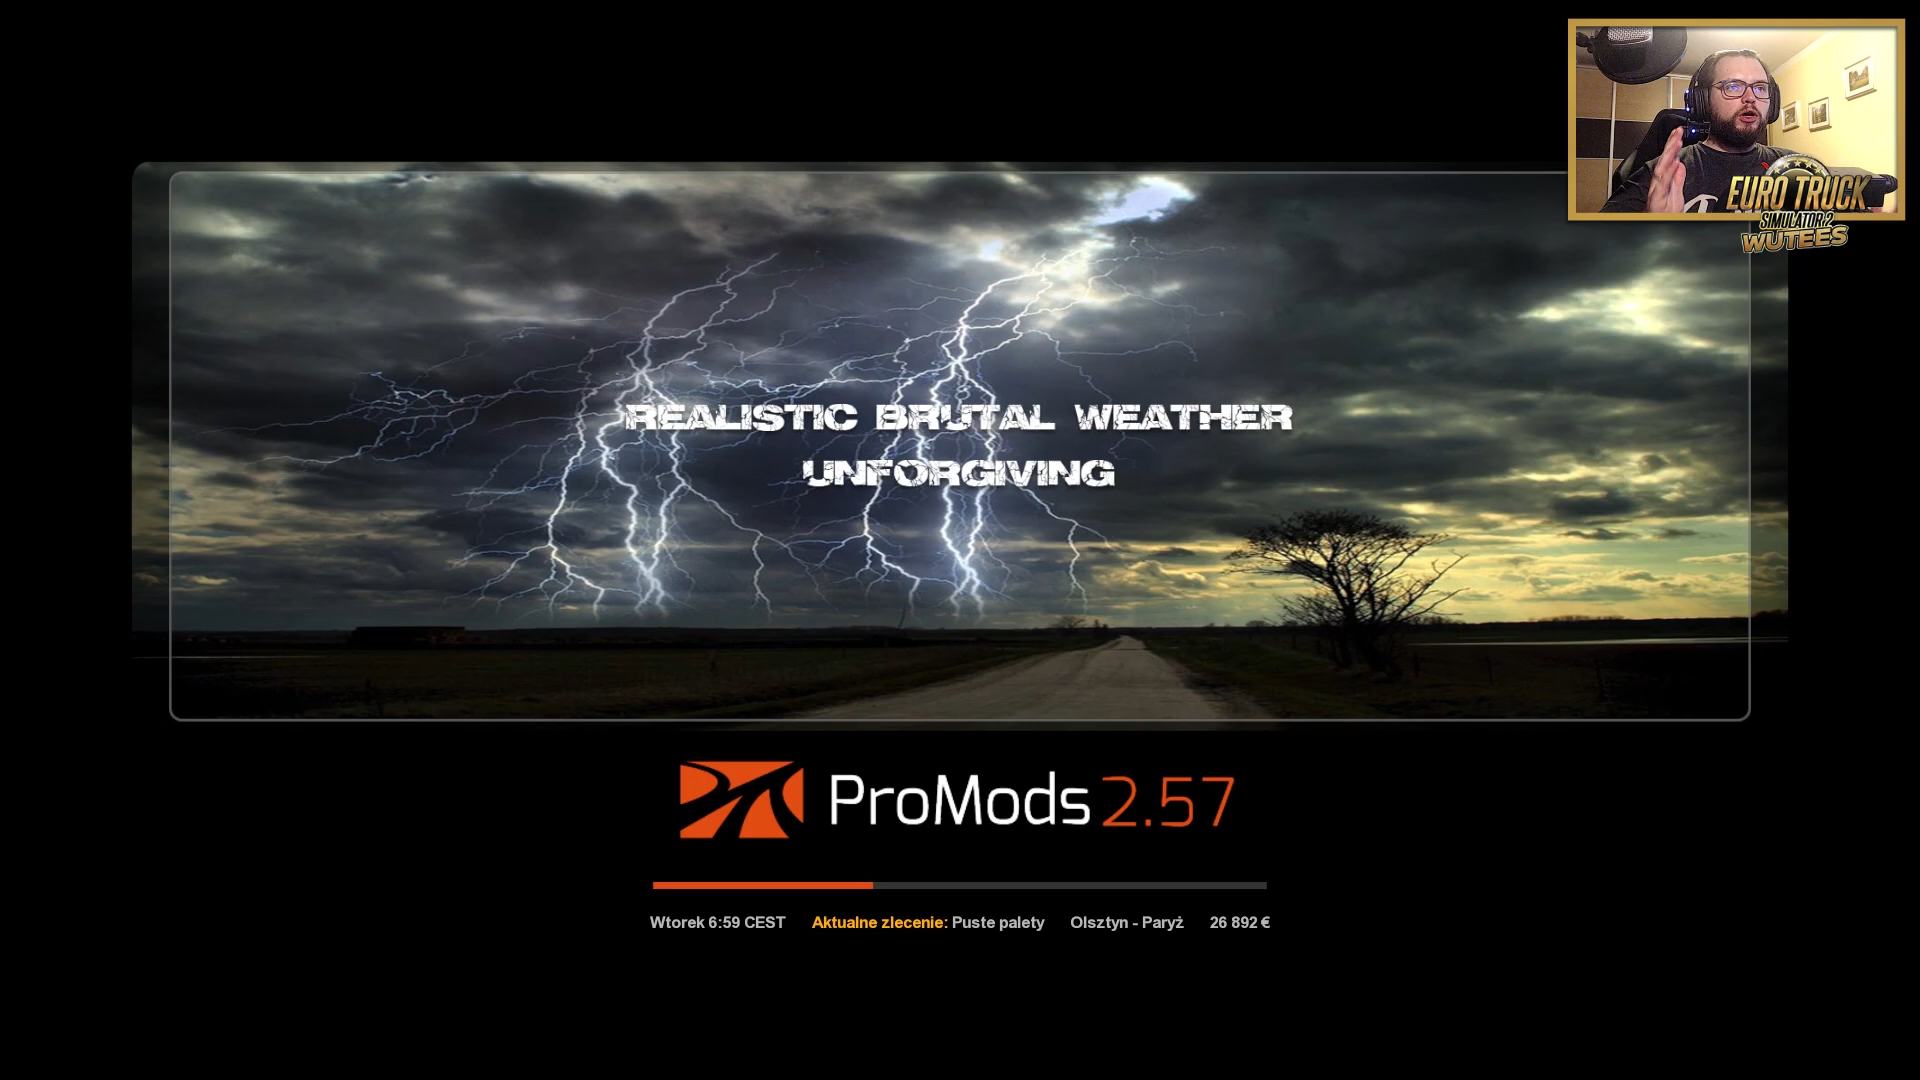 EURO TRUCK
SIMULATOR 2
WUTEES
REALISTIC BRUTAL WEATHER
UNFORGIVING
ProMods 2.57
Wtorek 6:59 CEST Aktualne zlecenie: Puste palety Olsztyn - Paryż 26 892 €